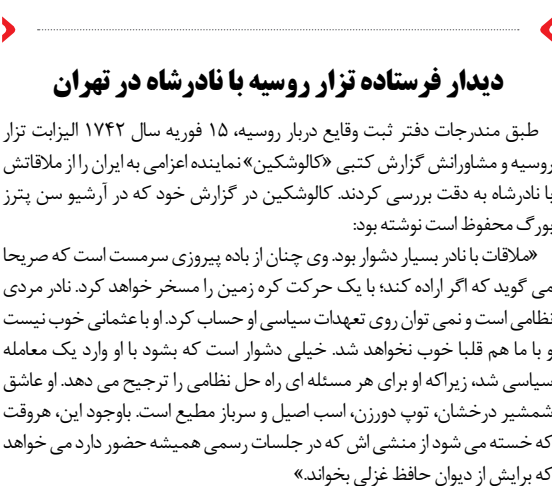 دیدار فرستاده تزار روسیه با نادرشاه در تهران
طبق مندرجات دفتر ثبت وقایع دربار روسیه، ۱۵ فوریه سال ۱۷۴۲ الیزابت تزار
روسیه و مشاورانش گزارش کتبی «کالوشکین» نماینده اعزامی به ایران را از ملاقاتش
با نادرشاه به دقت بررسی کردند. کالوشکین در گزارش خود که در آرشیو سن پترز
بورگ محفوظ است نوشته بود:
«ملاقات با نادر بسیار دشوار بود. وی چنان از باده پیروزی سرمست است که صریحا
می گوید که اگر اراده کند؛ با یک حرکت کره زمین را مسخر خواهد کرد. نادر مردی
نظامی است و نمی توان روی تعهدات سیاسی او حساب کرد. او با عثمانی خوب نیست
و با ما هم قلبا خوب نخواهد شد. خیلی دشوار است که بشود با او وارد یک معامله
سیاسی شد، زیراکه او برای هر مسئله ای راه حل نظامی را ترجیح می دهد. او عاشق
شمشیر درخشان، توپ دورزن، اسب اصیل و سرباز مطیع است. باوجود این، هروقت
که خسته می شود از منشی اش که در جلسات رسمی همیشه حضور دارد می خواهد
که برایش از دیوان حافظ غزلی بخواند.»